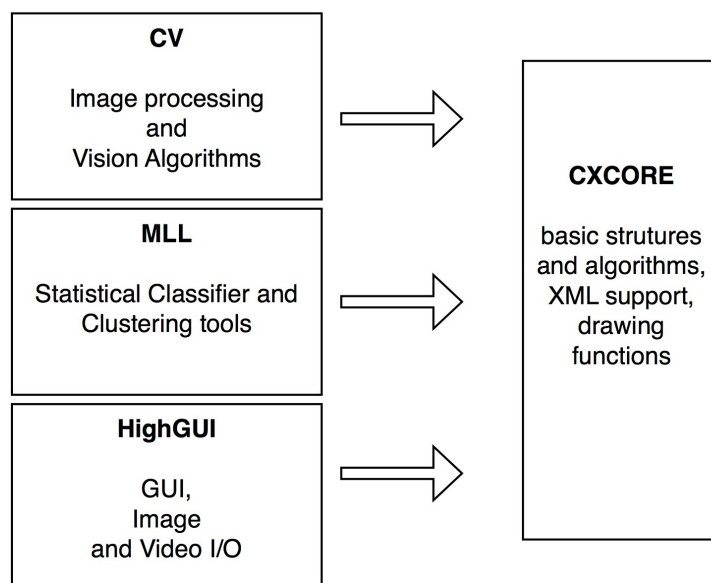 CV
Image processing
and
Vision Algorithms
MLL
Statistical Classifier and
Clustering tools
HighGUI
GUI,
Image
and Video I/O
CXCORE
basic strutures
and algorithms,
XML support,
drawing
functions